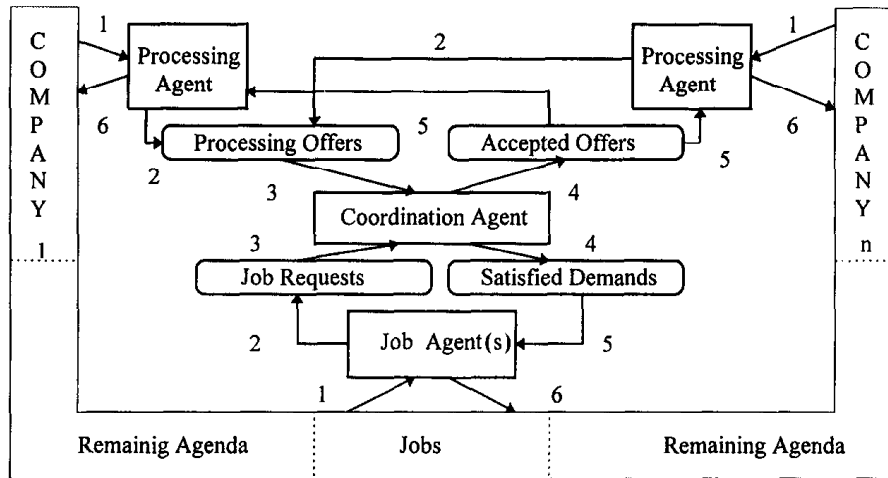 COMPANY 1
1
Processing
Agent
6
2
2
1
Processing
Agent
COMPANY n
6
5
Processing Offers
5
Accepted Offers
3
4
Coordination Agent
3
4
Job Requests
Satisfied Demands
2
Job Agent(s)
5
1
6
Remainig Agenda
Jobs
Remaining Agenda